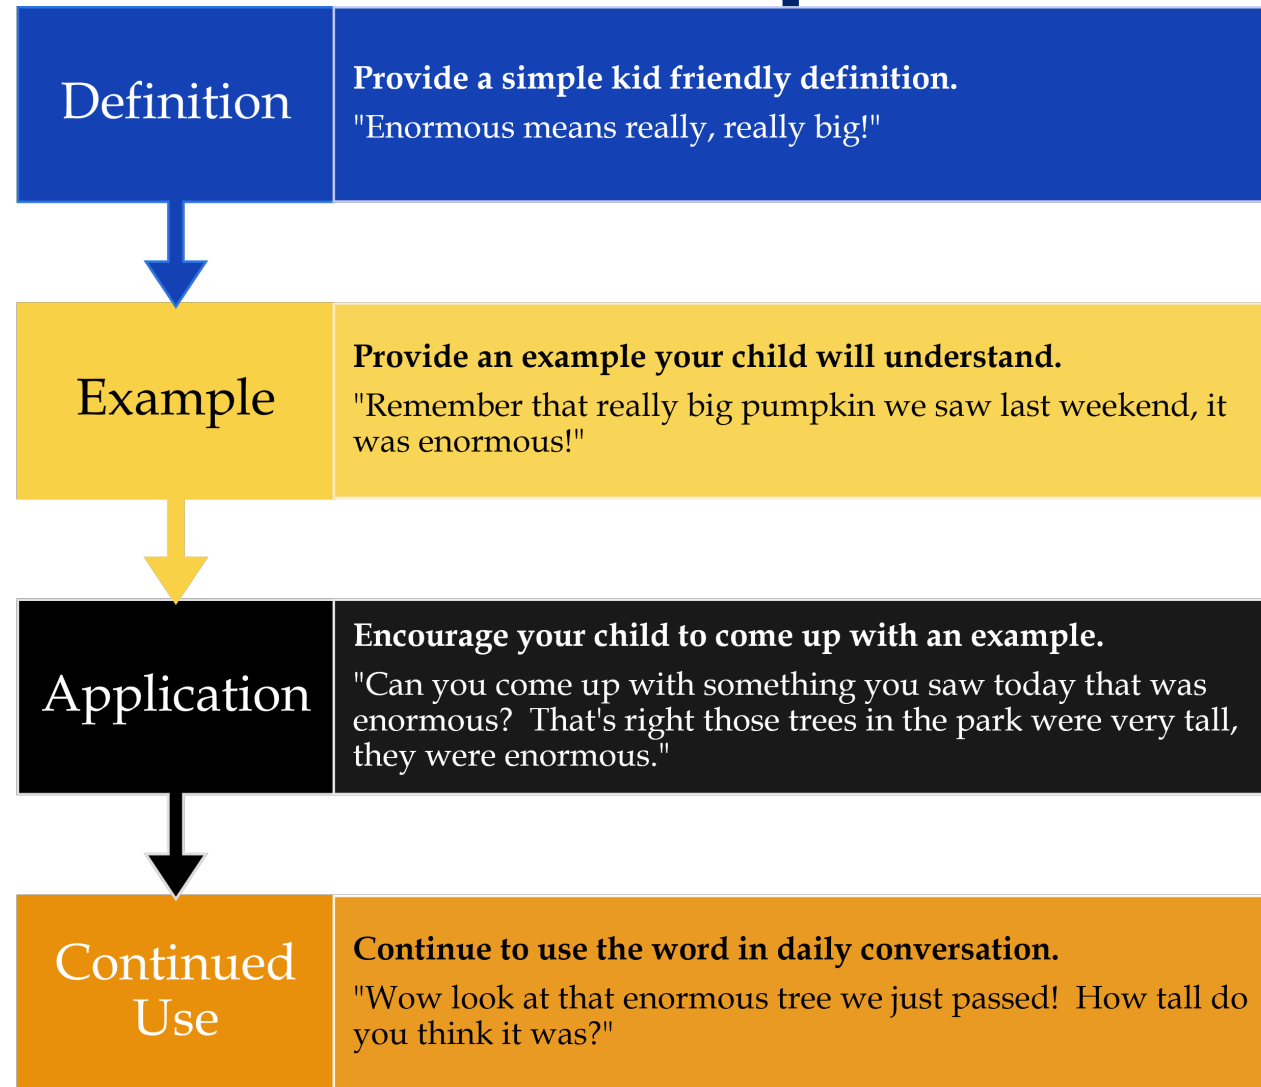 Definition
Provide a simple kid friendly definition.
"Enormous means really, really big!"
Example
Provide an example your child will understand.
"Remember that really big pumpkin we saw last weekend, it
was enormous!"
Application
Encourage your child to come up with an example.
"Can you come up with something you saw today that was
enormous?  That's right those trees in the park were very tall,
they were enormous."
Continued
Use
Continue to use the word in daily conversation.
"Wow look at that enormous tree we just passed!  How tall do
you think it was?"